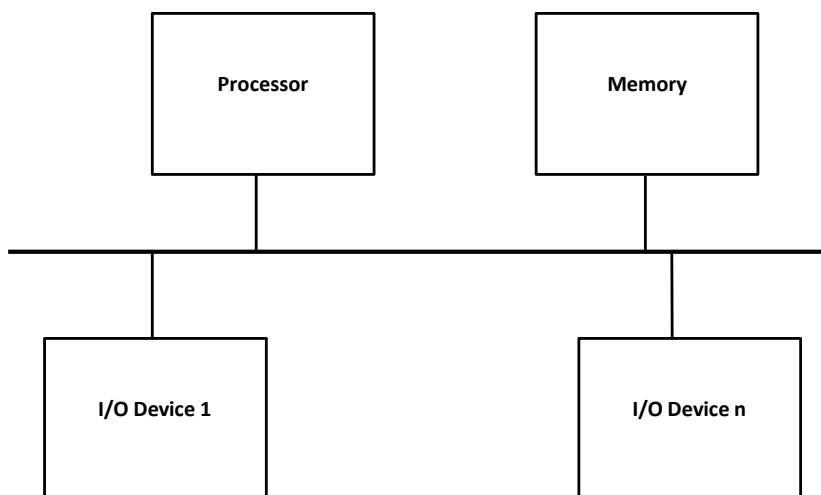 Processor
Memory
I/O Device 1
I/O Device n